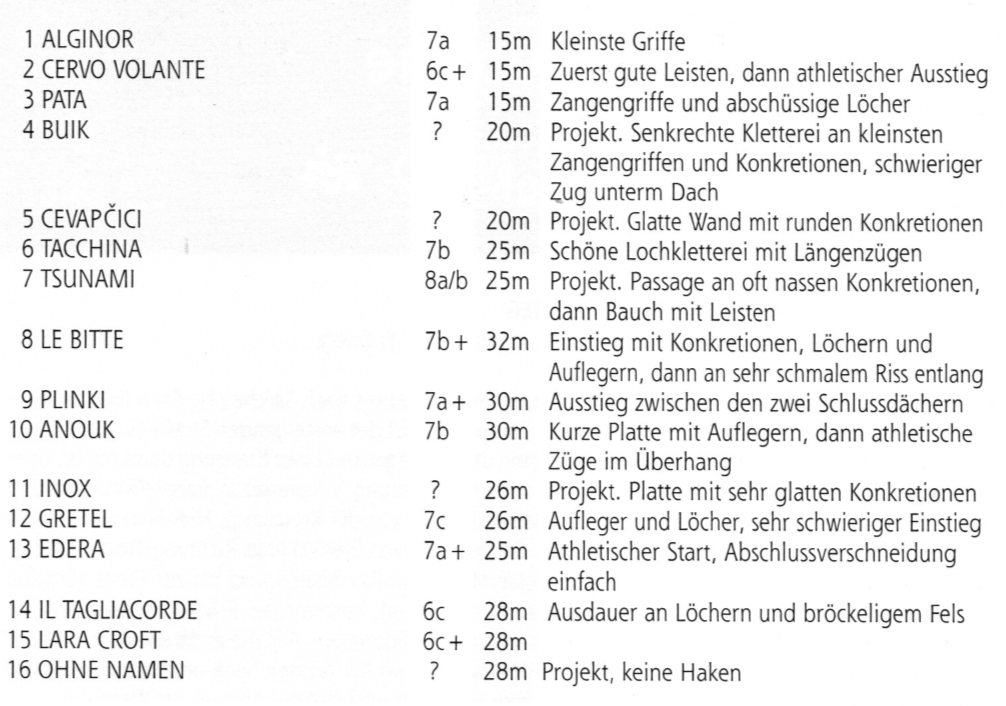 1 ALGINOR 7a 15m Kleinste Griffe
2 CERVO VOLANTE 6c+ 15m Zuerst gute Leisten, dann athletischer Ausstieg
3 PATA 7a 15m Zangengriffe und abschüssige Löcher
4 BUIK ? 20m Projekt. Senkrechte Kletterei an kleinsten
Zangengriffen und Konkretionen, schwieriger
Zug unterm Dach
5 CEVAPČICI ? 20m Projekt. Glatte Wand mit runden Konkretionen
6 TACCHINA 7b 25m Schöne Lochkletterei mit Längenzügen
7 TSUNAMI 8a/b 25m Projekt. Passage an oft nassen Konkretionen,
dann Bauch mit Leisten
8 LE BITTE 7b+ 32m Einstieg mit Konkretionen, Löchern und
Auflegern, dann an sehr schmalem Riss entlang
9 PLINKI 7a+ 30m Ausstieg zwischen den zwei Schlussdächern
10 ANOUK 7b 30m Kurze Platte mit Auflegern, dann athletische
Züge im Überhang
11 INOX ? 26m Projekt. Platte mit sehr glatten Konkretionen
12 GRETEL 7c 26m Aufleger und Löcher, sehr schwieriger Einstieg
13 EDERA 7a+ 25m Athletischer Start, Abschlussverschneidung
einfach
14 IL TAGLIACORDE 6c 28m Ausdauer an Löchern und bröckeligem Fels
15 LARA CROFT 6c+ 28m
16 OHNE NAMEN ? 28m Projekt, keine Haken